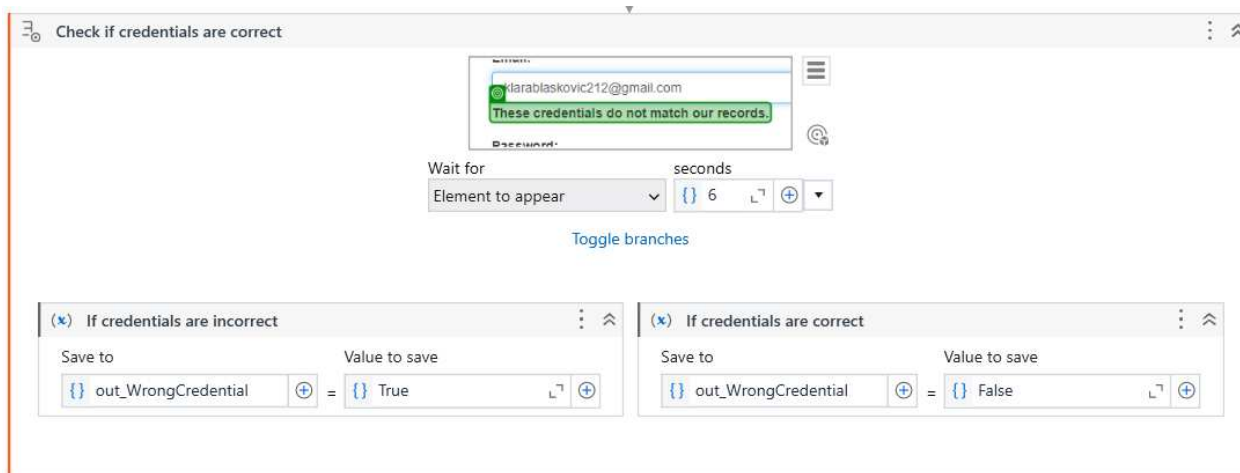 Check if credentials are correct
klarablaskovic212@gmail.com
These credentials do not match our records.
Password:
Wait for seconds
Element to appear {} 6
Toggle branches
(x) If credentials are incorrect
Save to Value to save
{} out_WrongCredential = {} True
(x) If credentials are correct
Save to Value to save
{} out_WrongCredential = {} False